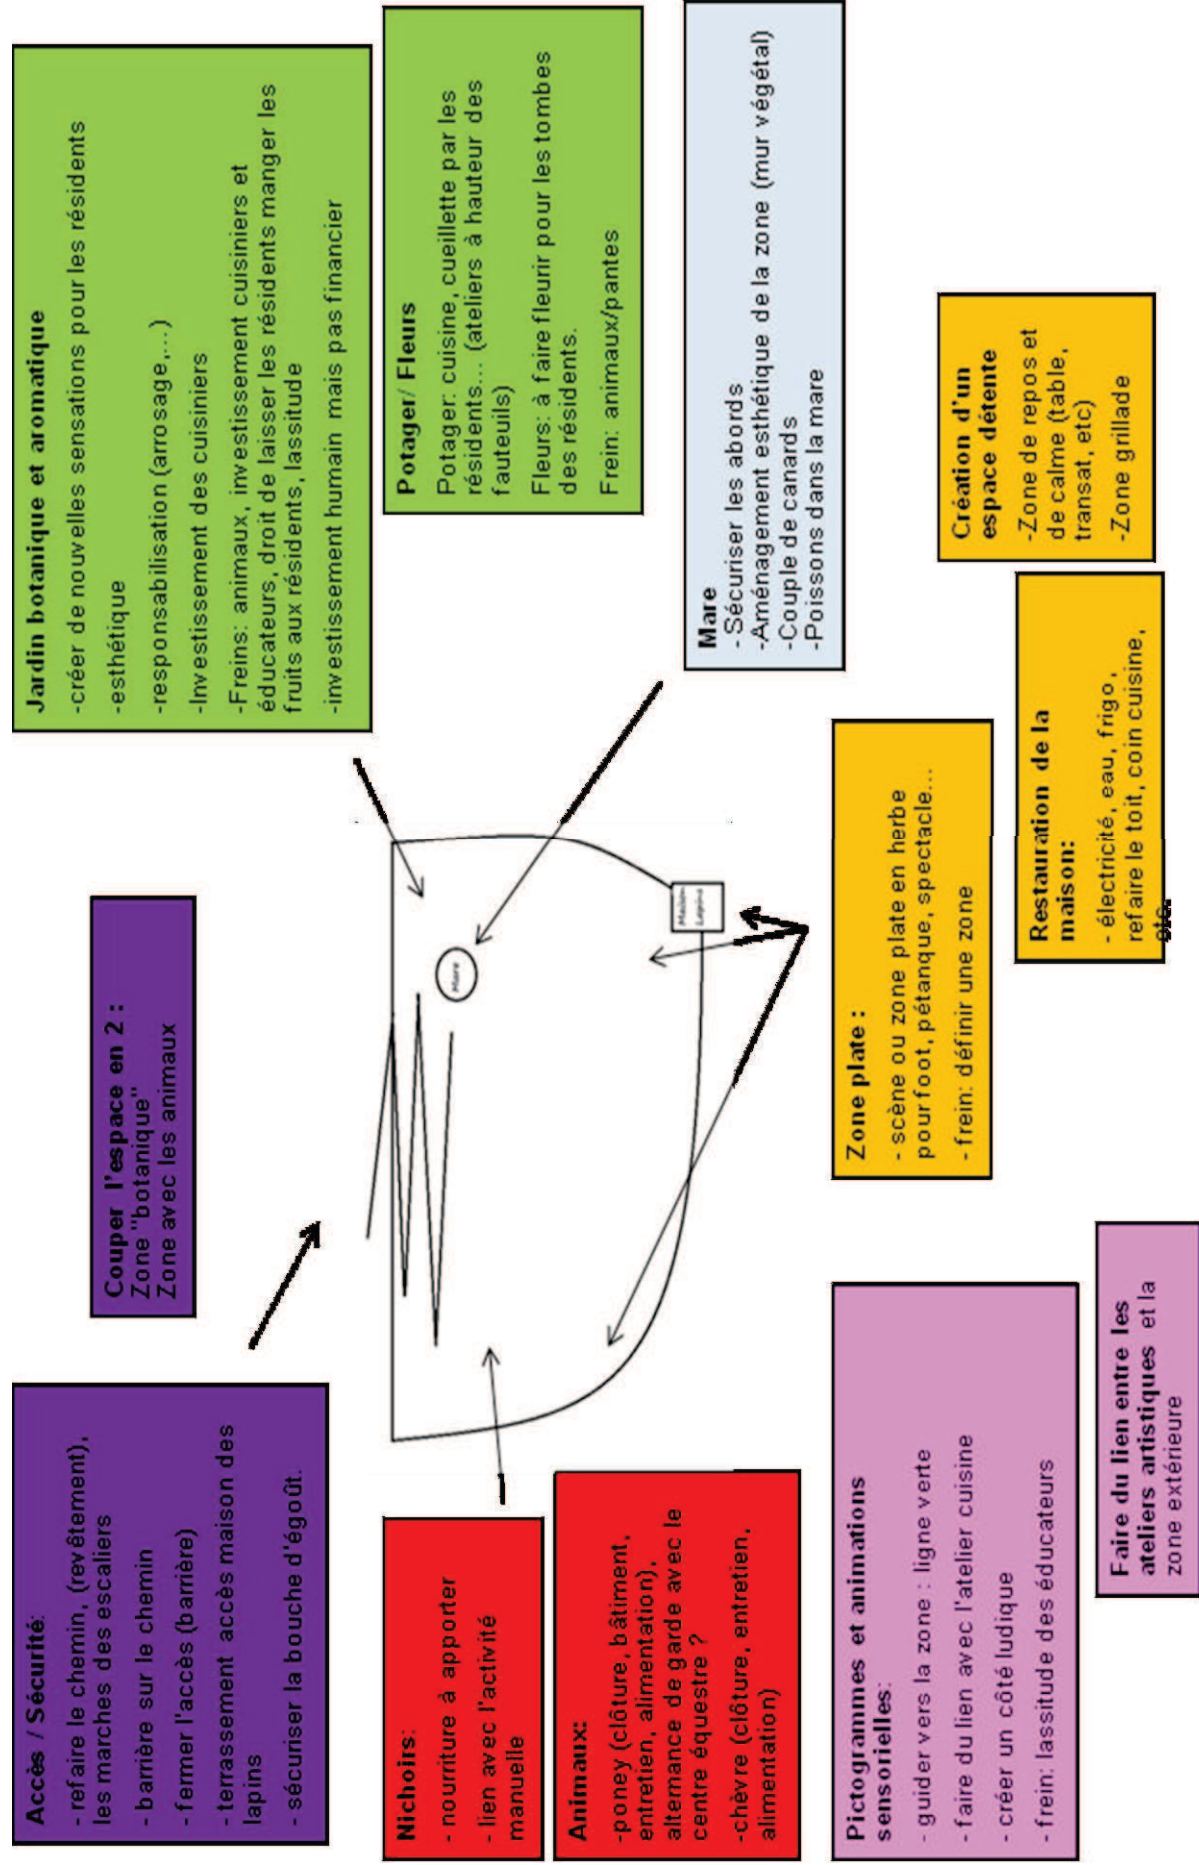 Accès / Sécurité:
- refaire le chemin, (revêtement),
les marches des escaliers
- barrière sur le chemin
- fermer l'accès (barrière)
- terrassement accès maison des
lapins
- sécuriser la bouche d'égoût.
Couper l'espace en 2 :
Zone "botanique"
Zone avec les animaux
Jardin botanique et aromatique
-créer de nouvelles sensations pour les résidents
-esthétique
-responsabilisation (arrosage,...)
-Investissement des cuisiniers
-Freins: animaux, investissement cuisiniers et
éducateurs, droit de laisser les résidents manger les
fruits aux résidents, lassitude
-investissement humain mais pas financier
Nichoirs:
- nourriture à apporter
- lien avec l'activité
manuelle
Animaux:
-poney (clôture, bâtiment,
entretien, alimentation),
alternance de garde avec le
centre équestre ?
-chèvre (clôture, entretien,
alimentation)
Mare
Maison
Lapins
Potager/ Fleurs
Potager: cuisine, cueillette par les
résidents... (ateliers à hauteur des
fauteuils)
Fleurs: à faire fleurir pour les tombes
des résidents.
Frein: animaux/pantes
Mare
- Sécuriser les abords
-Aménagement esthétique de la zone (mur végétal)
-Couple de canards
-Poissons dans la mare
Pictogrammes et animations
sensorielles:
- guider vers la zone : ligne verte
- faire du lien avec l'atelier cuisine
- créer un côté ludique
- frein: lassitude des éducateurs
Zone plate :
- scène ou zone plate en herbe
pour foot, pétanque, spectacle...
- frein: définir une zone
Création d'un
espace détente
-Zone de repos et
de calme (table,
transat, etc)
-Zone grillade
Restauration de la
maison:
- électricité, eau, frigo,
refaire le toit, coin cuisine,
etc.
Faire du lien entre les
ateliers artistiques et la
zone extérieure